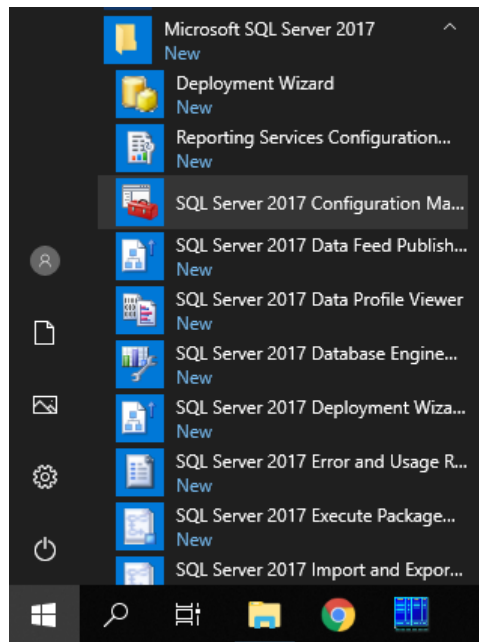 Microsoft SQL Server 2017
New
Deployment Wizard
New
Reporting Services Configuration...
New
SQL Server 2017 Configuration Ma...
SQL Server 2017 Data Feed Publish...
New
SQL Server 2017 Data Profile Viewer
New
SQL Server 2017 Database Engine...
New
SQL Server 2017 Deployment Wiza...
New
SQL Server 2017 Error and Usage R...
New
SQL Server 2017 Execute Package...
New
SQL Server 2017 Import and Expor...